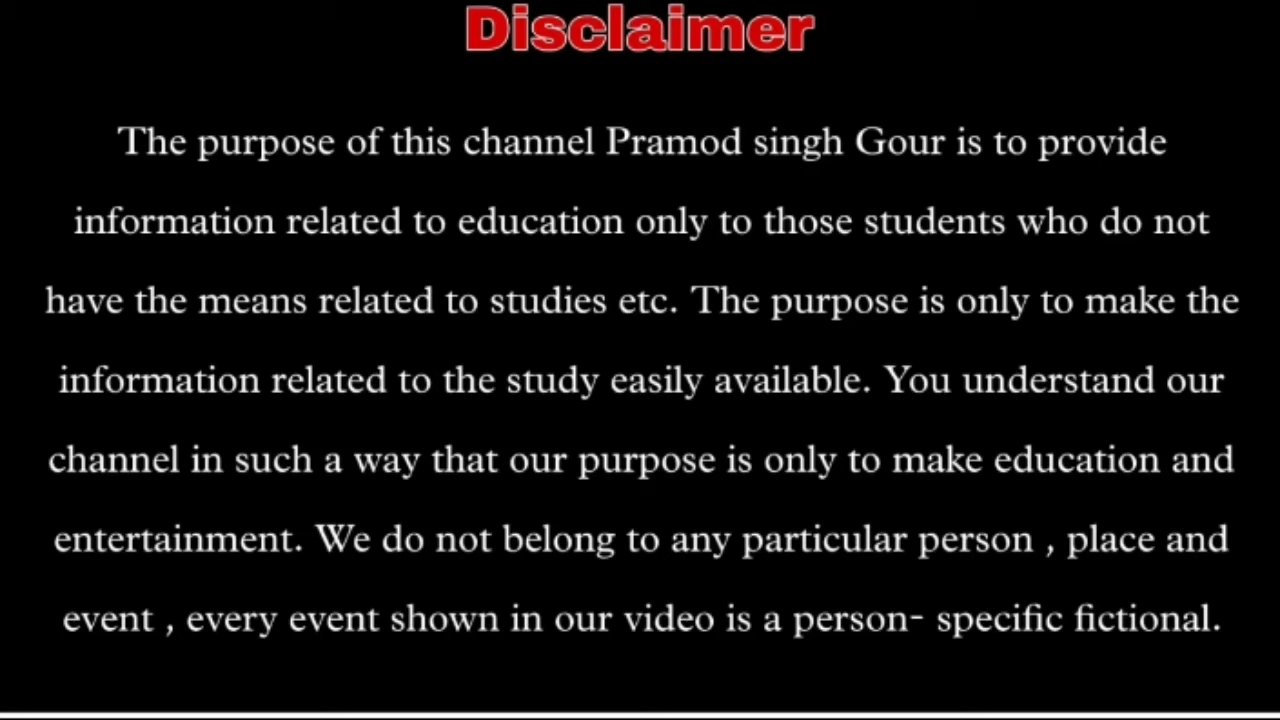 Disclaimer
The purpose of this channel Pramod singh Gour is to provide
information related to education only to those students who do not
have the means related to studies etc. The purpose is only to make the
information related to the study easily available. You understand our
channel in such a way that our purpose is only to make education and
entertainment. We do not belong to any particular person , place and
event , every event shown in our video is a person- specific fictional.